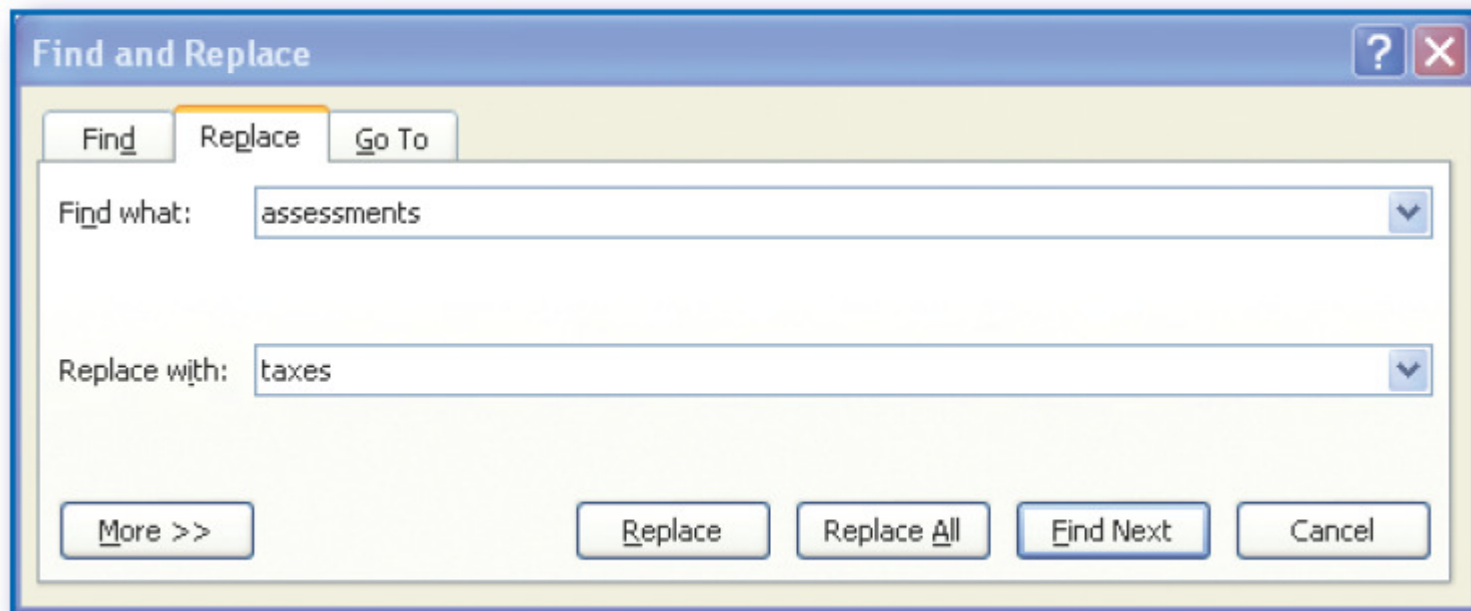 Find and Replace ?
Find Replace Go To
Find what: assessments
Replace with: taxes
More >> Replace Replace All Find Next Cancel